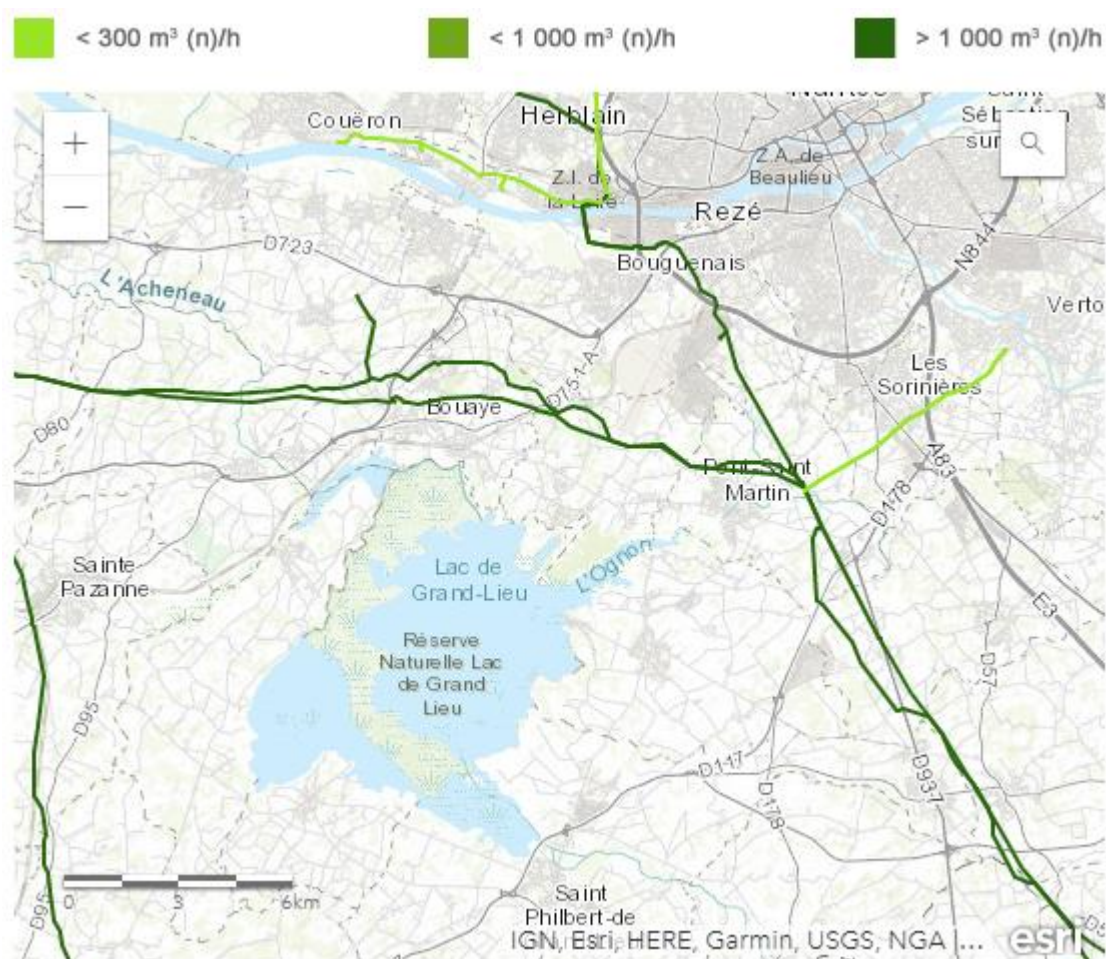 < 300 m³ (n)/h
< 1 000 m³ (n)/h
> 1 000 m³ (n)/h
+
−
Couëron
Herblain
Sébastien
Z.I. de
Z.A. de
Beaulieu
Rezé
D723
Bouguenais
N844
L'Acheneau
Les
Sorinières
D751-A
Bouaye
D80
Pont-Saint
Martin
A83
D178
Sainte
Pazanne
Lac de
Grand-Lieu
L'Ognon
E3
Réserve
Naturelle Lac
de Grand
Lieu
D57
D95
D117
D937
D178
0 3 6km
D95
Saint
Philbert-de
IGN, Esri, HERE, Garmin, USGS, NGA |...
esri